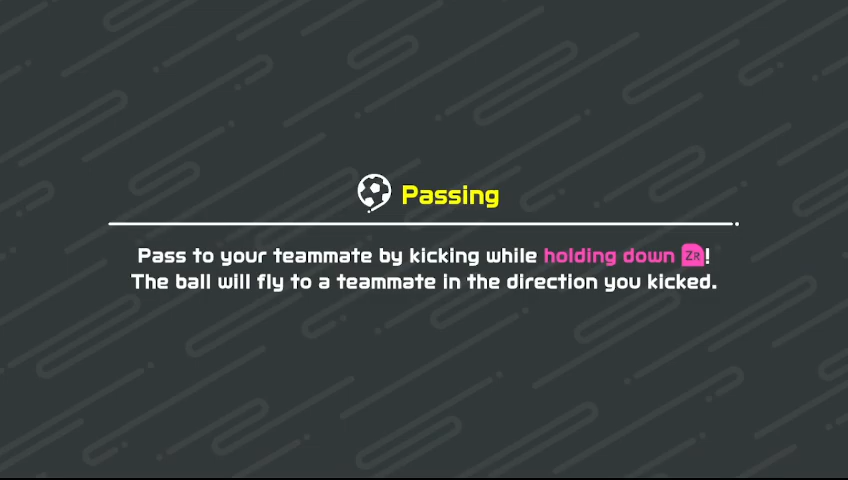 Passing
Pass to your teammate by kicking while holding down ZR!
The ball will fly to a teammate in the direction you kicked.